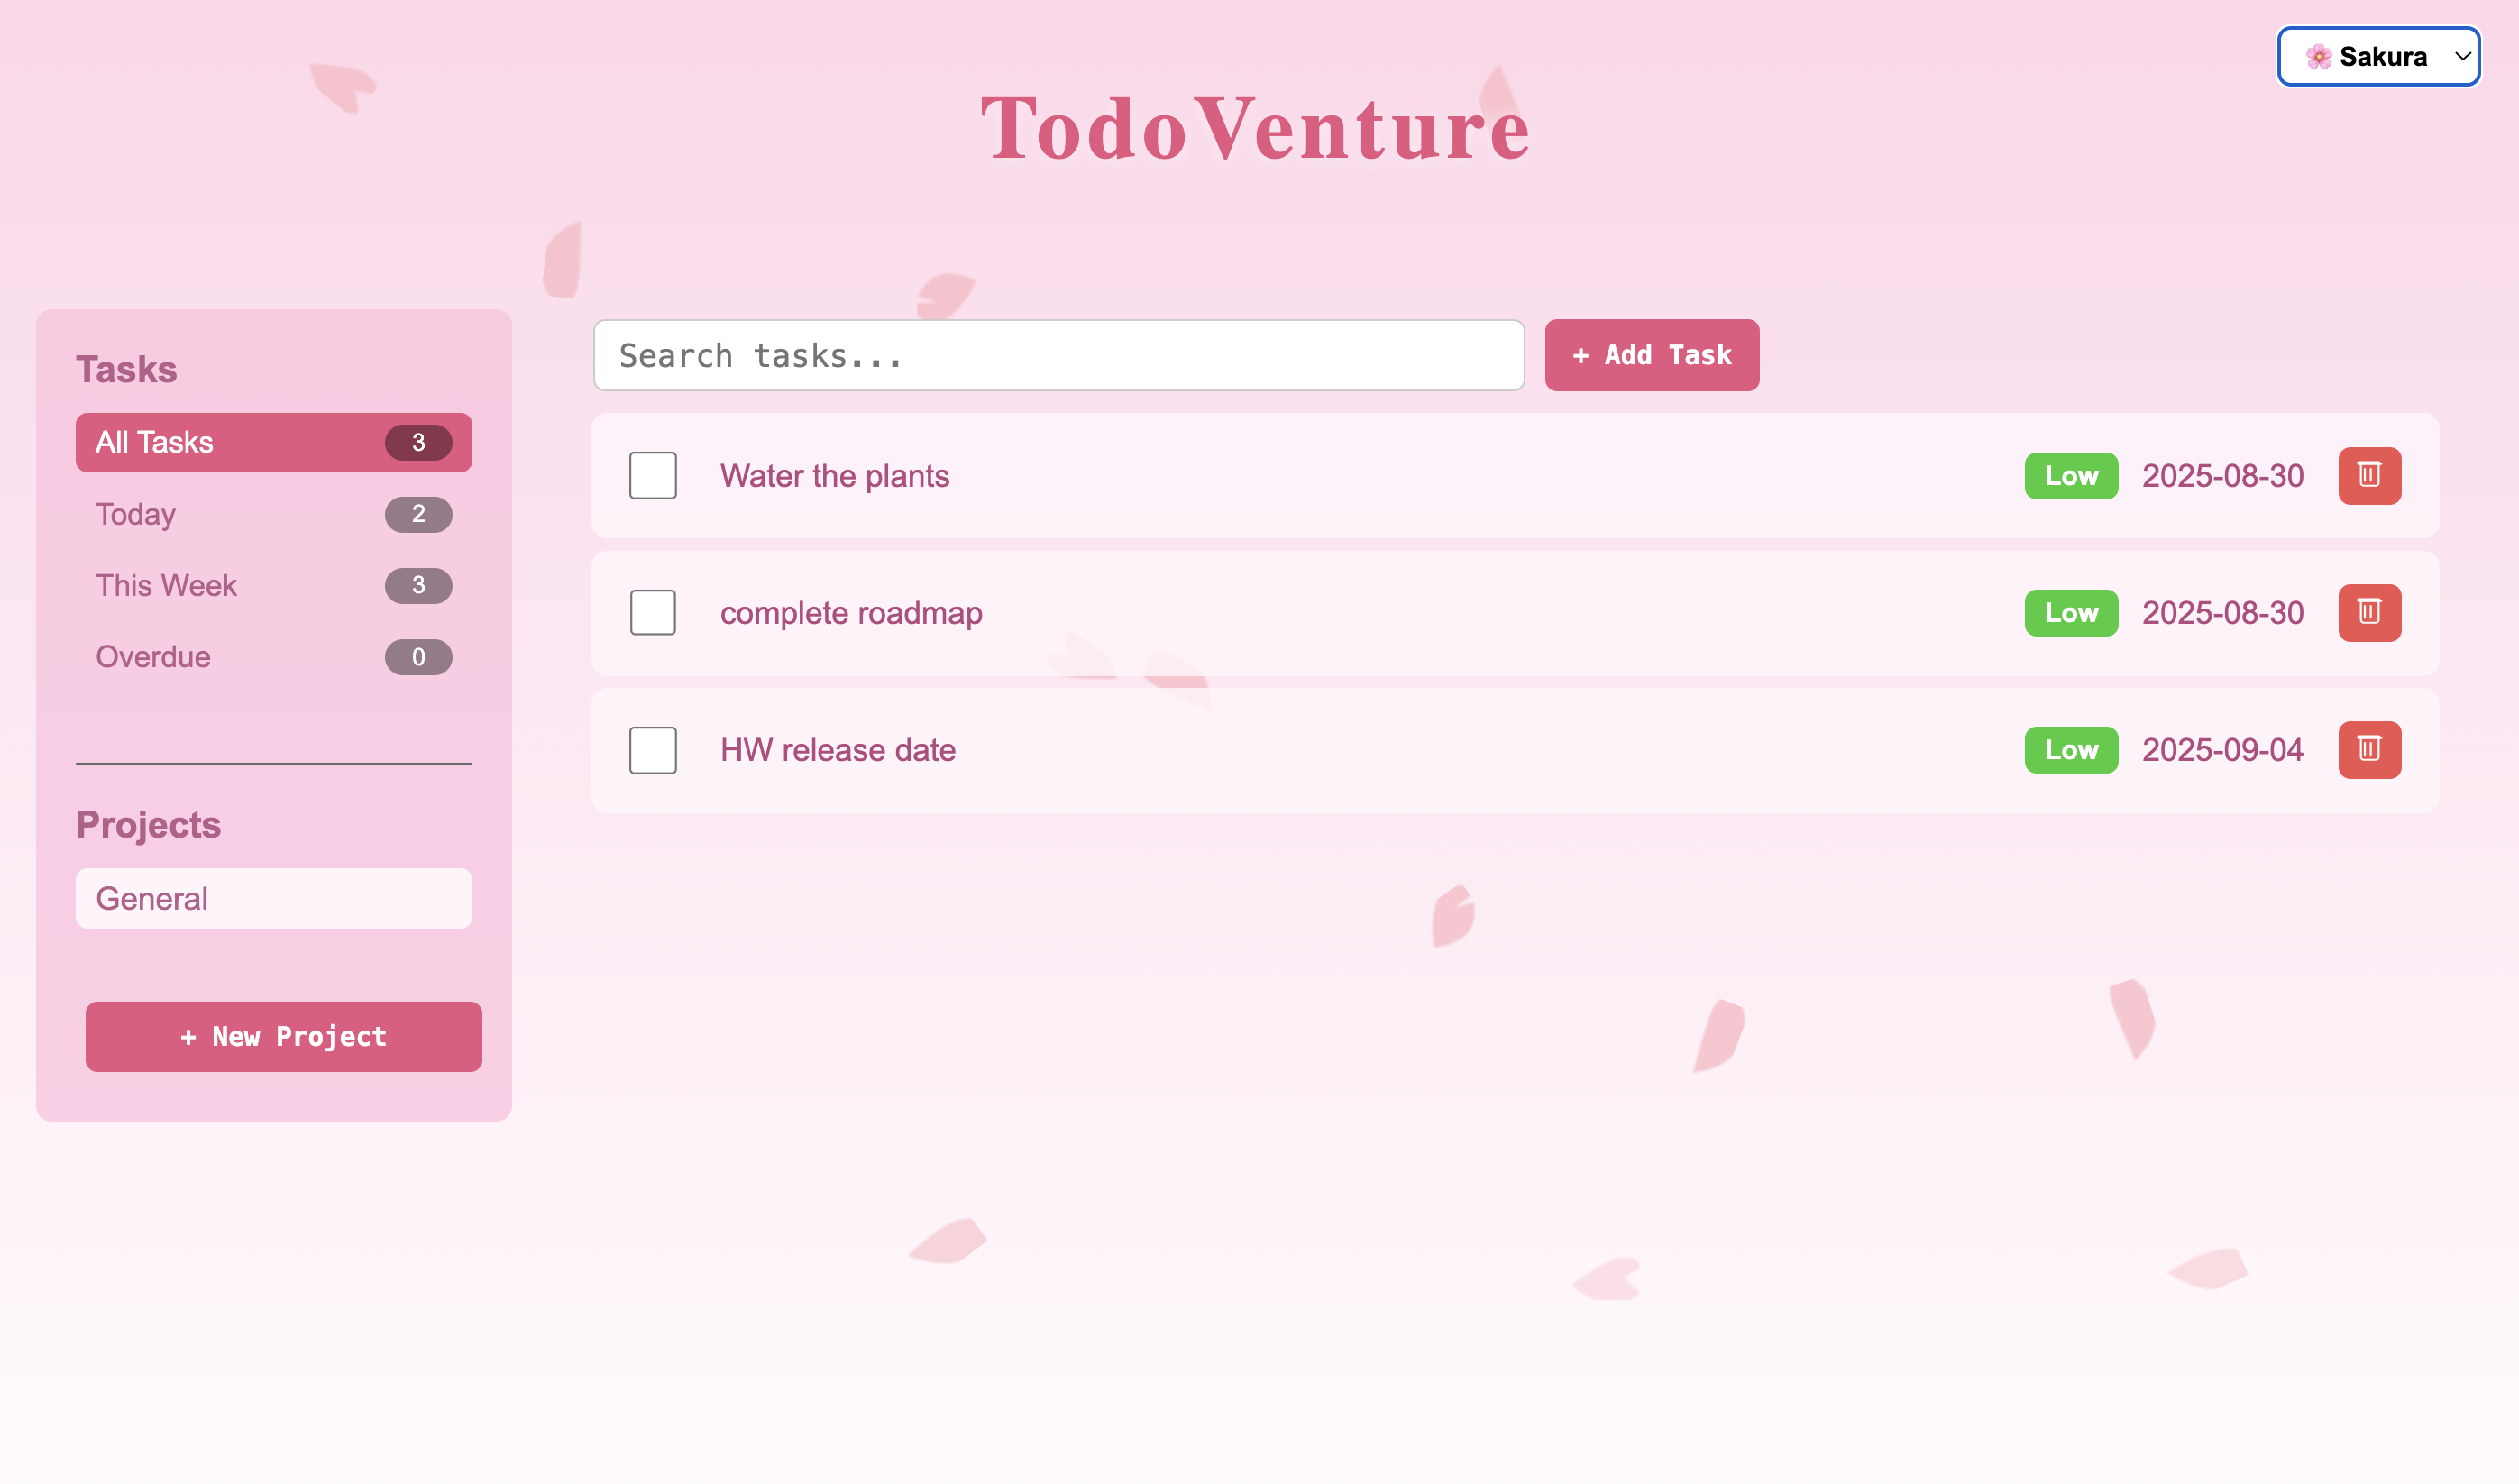 🌸 Sakura
TodoVenture
Tasks
All Tasks 3
Today 2
This Week 3
Overdue 0
Projects
General
+ New Project
Search tasks...
+ Add Task
Water the plants Low 2025-08-30
complete roadmap Low 2025-08-30
HW release date Low 2025-09-04